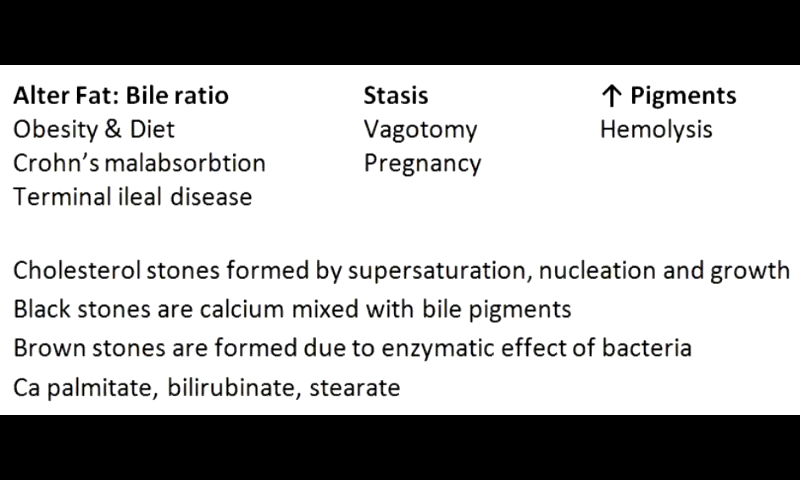 Alter Fat: Bile ratio Stasis ↑ Pigments
Obesity & Diet Vagotomy Hemolysis
Crohn's malabsorbtion Pregnancy
Terminal ileal disease
Cholesterol stones formed by supersaturation, nucleation and growth
Black stones are calcium mixed with bile pigments
Brown stones are formed due to enzymatic effect of bacteria
Ca palmitate, bilirubinate, stearate